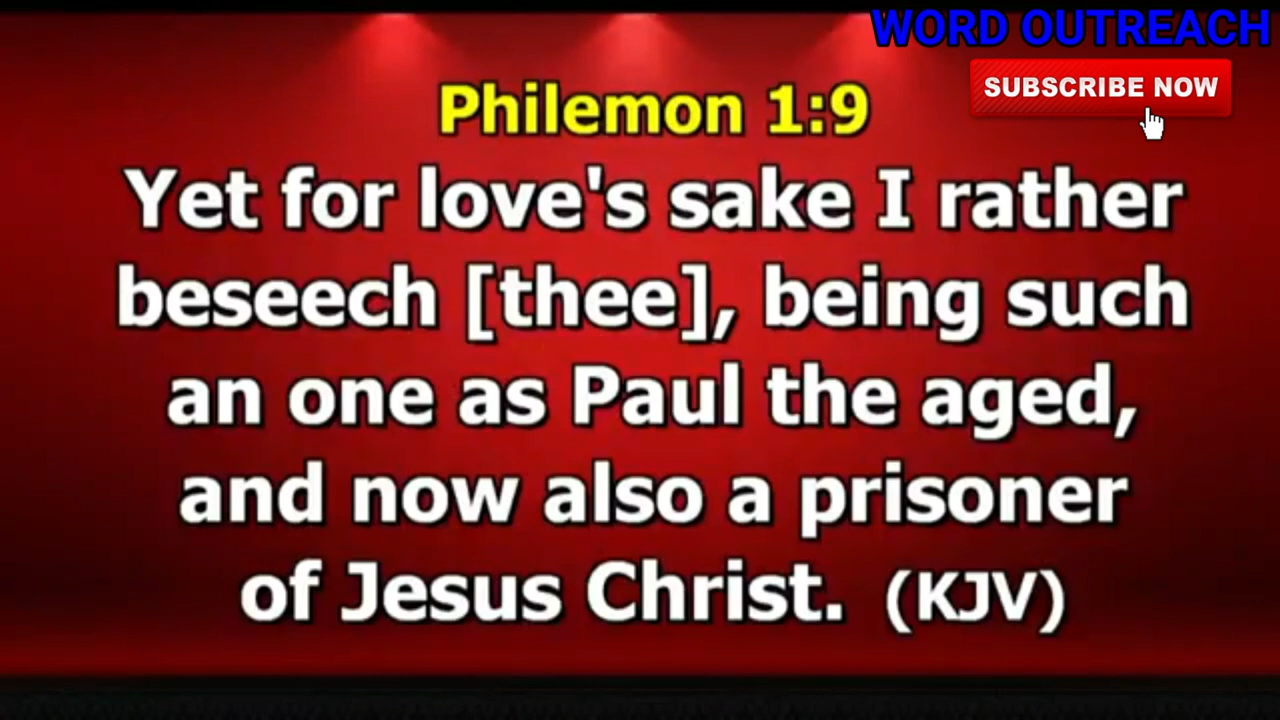 WORD OUTREACH
SUBSCRIBE NOW
Philemon 1:9
Yet for love's sake I rather
beseech [thee], being such
an one as Paul the aged,
and now also a prisoner
of Jesus Christ. (KJV)